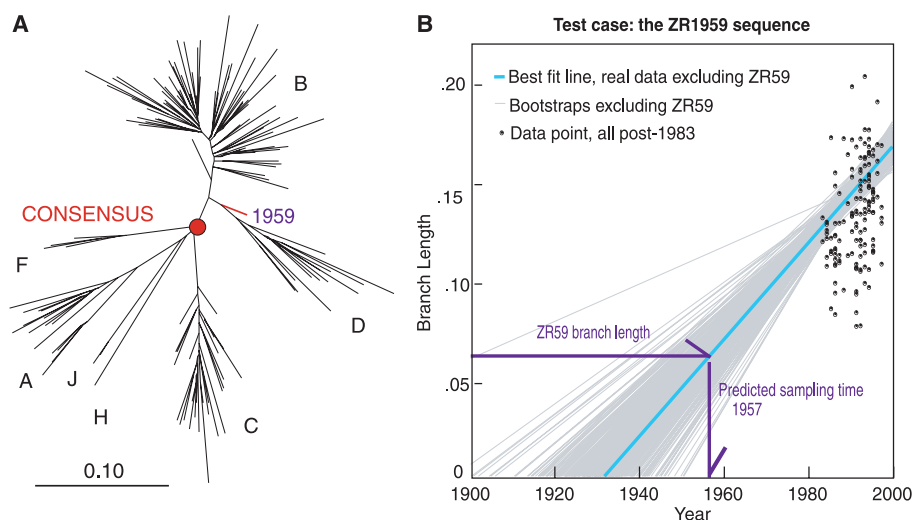 A
B
CONSENSUS
1959
F
D
A
J
H
C
0.10
B
Test case: the ZR1959 sequence
Best fit line, real data excluding ZR59
Bootstraps excluding ZR59
Data point, all post-1983
Branch Length
.20
.15
.10
.05
0
ZR59 branch length
Predicted sampling time
1957
1900 1920 1940 1960 1980 2000
Year